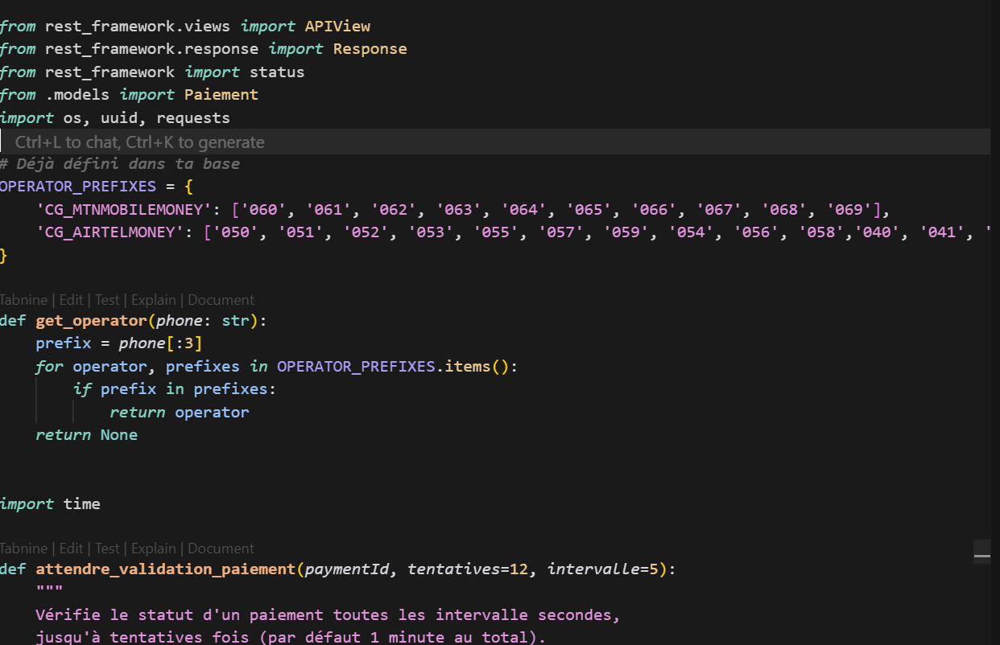 from rest_framework.views import APIView
from rest_framework.response import Response
from rest_framework import status
from .models import Paiement
import os, uuid, requests
Ctrl+L to chat, Ctrl+K to generate
# Déjà défini dans ta base
OPERATOR_PREFIXES = {
    'CG_MTNMOBILEMONEY': ['060', '061', '062', '063', '064', '065', '066', '067', '068', '069'],
    'CG_AIRTELMONEY': ['050', '051', '052', '053', '055', '057', '059', '054', '056', '058','040', '041', '
}
Tabnine | Edit | Test | Explain | Document
def get_operator(phone: str):
    prefix = phone[:3]
    for operator, prefixes in OPERATOR_PREFIXES.items():
        if prefix in prefixes:
            return operator
    return None
import time
Tabnine | Edit | Test | Explain | Document
def attendre_validation_paiement(paymentId, tentatives=12, intervalle=5):
    """
    Vérifie le statut d'un paiement toutes les intervalle secondes,
    jusqu'à tentatives fois (par défaut 1 minute au total).